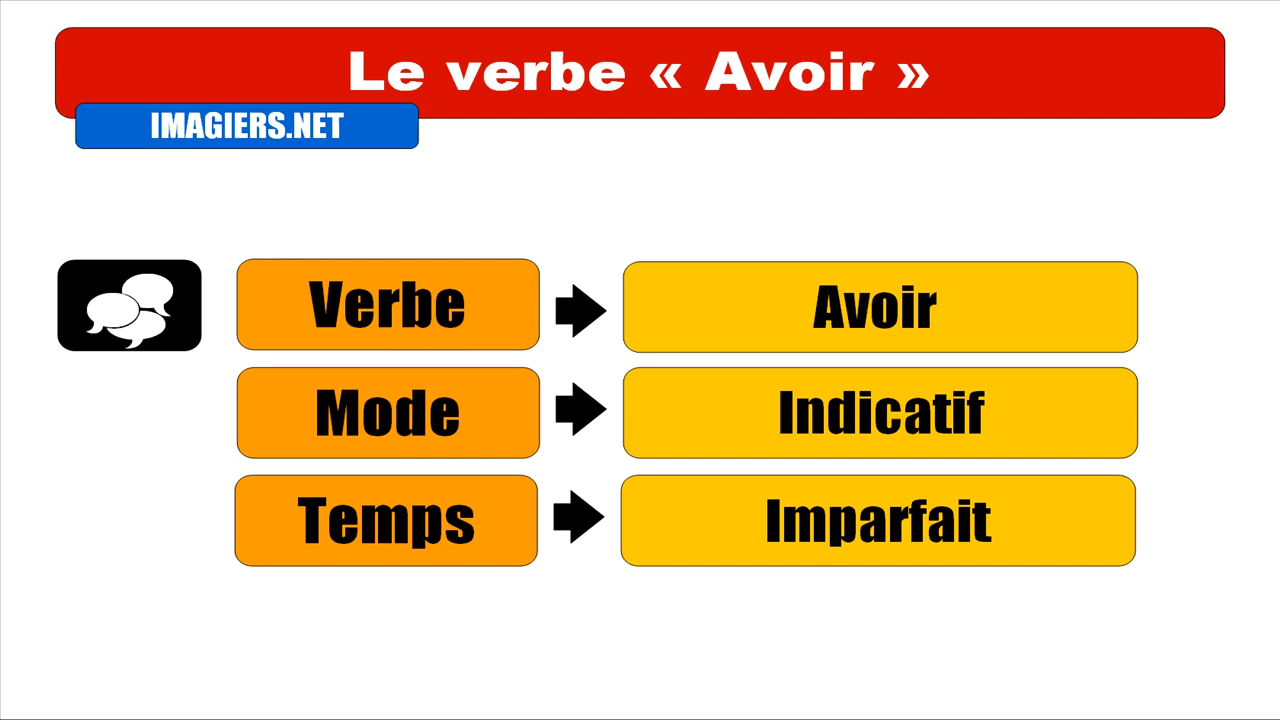 Le verbe « Avoir »
IMAGIERS.NET
Verbe Avoir
Mode Indicatif
Temps Imparfait